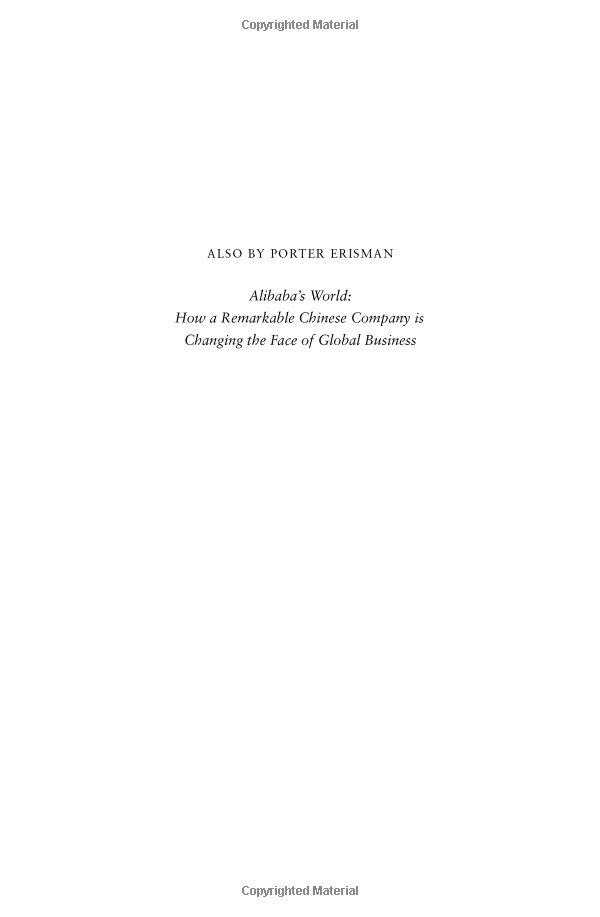 Copyrighted Material
ALSO BY PORTER ERISMAN
Alibaba’s World:
How a Remarkable Chinese Company is
Changing the Face of Global Business
Copyrighted Material